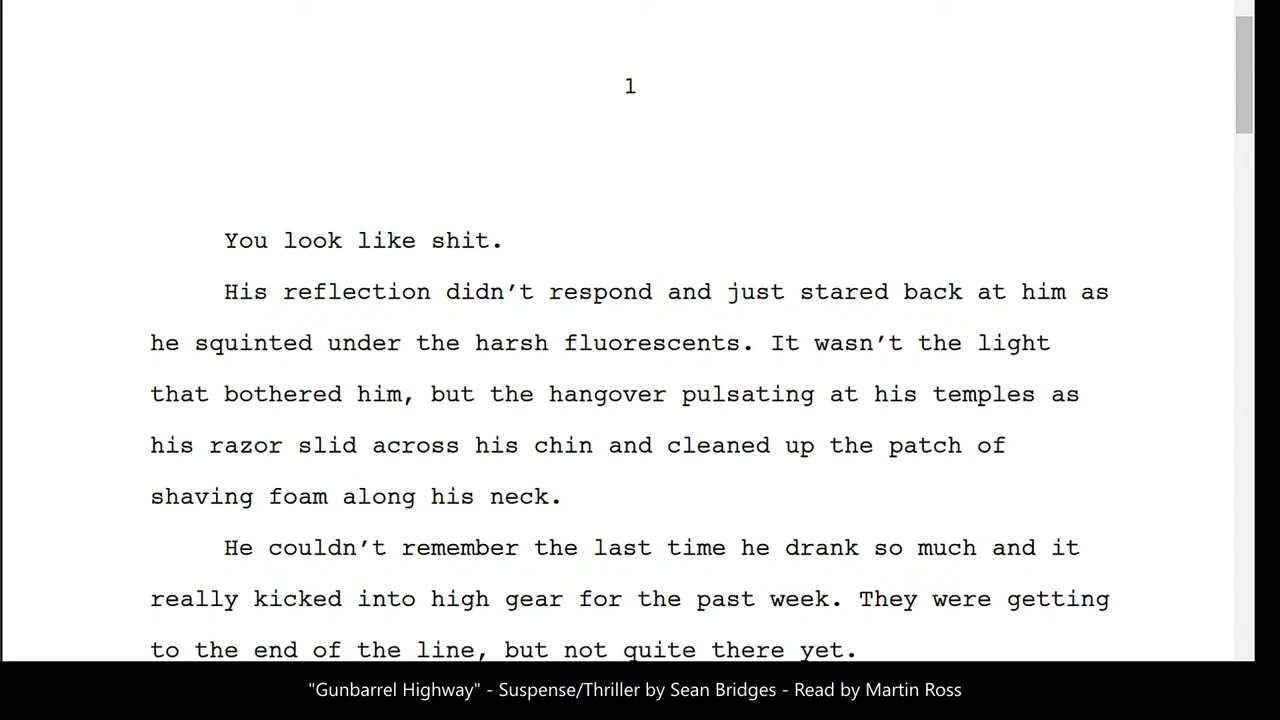 1
You look like shit.
His reflection didn’t respond and just stared back at him as
he squinted under the harsh fluorescents. It wasn’t the light
that bothered him, but the hangover pulsating at his temples as
his razor slid across his chin and cleaned up the patch of
shaving foam along his neck.
He couldn’t remember the last time he drank so much and it
really kicked into high gear for the past week. They were getting
to the end of the line, but not quite there yet.
"Gunbarrel Highway" - Suspense/Thriller by Sean Bridges - Read by Martin Ross